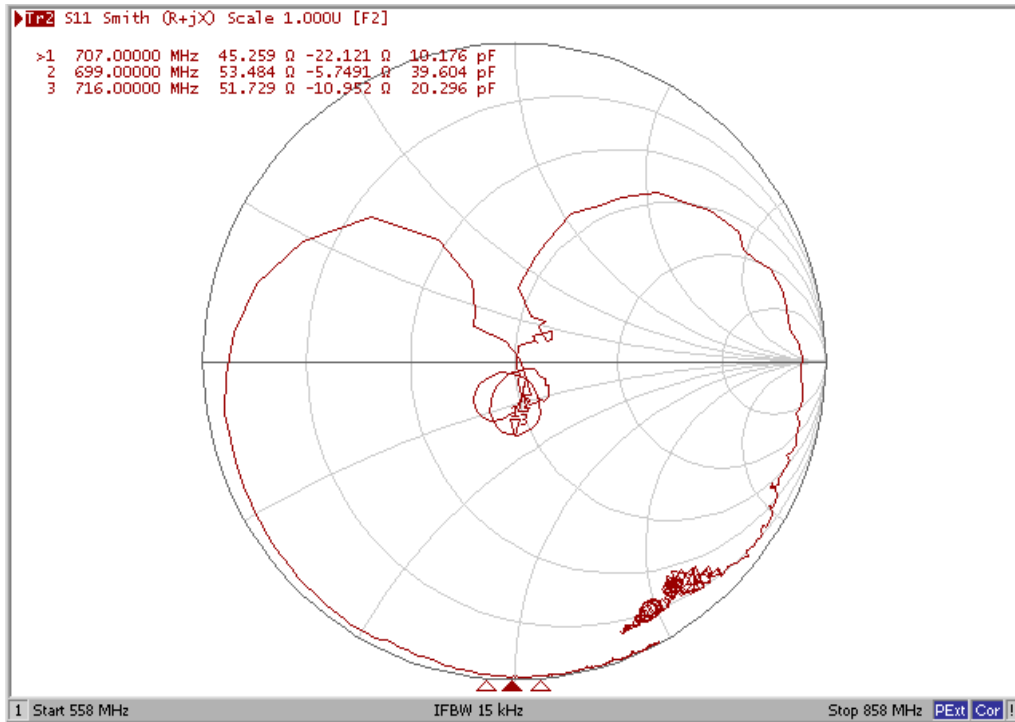 Tr2 S11 Smith (R+jX) Scale 1.000U [F2]
>1 707.00000 MHz 45.259 Ω -22.121 Ω 10.176 pF
2 699.00000 MHz 53.484 Ω -5.7491 Ω 39.604 pF
3 716.00000 MHz 51.729 Ω -10.952 Ω 20.296 pF
3
1 Start 558 MHz IFBW 15 kHz Stop 858 MHz PExt Cor !